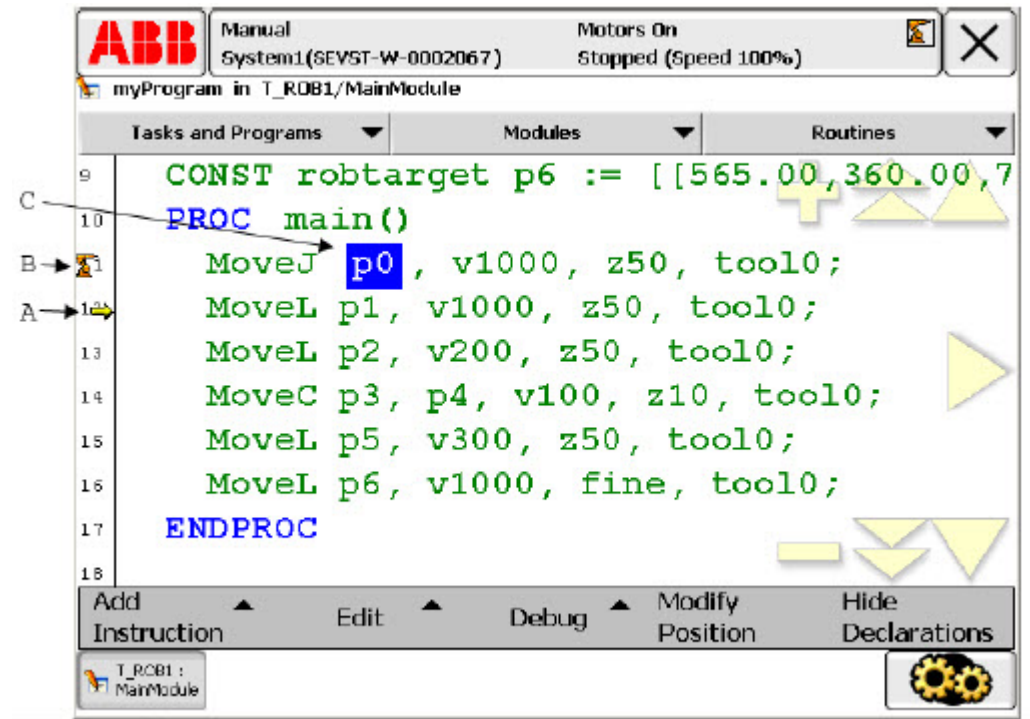 ABB
Manual
System1(SEVST-W-0002067)
Motors On
Stopped (Speed 100%)
myProgram in T_ROB1/MainModule
Tasks and Programs
Modules
Routines
9 CONST robtarget p6 := [[565.00,360.00,7
C
10 PROC main()
B 11 MoveJ p0 , v1000, z50, tool0;
A 12 MoveL p1, v1000, z50, tool0;
13 MoveL p2, v200, z50, tool0;
14 MoveC p3, p4, v100, z10, tool0;
15 MoveL p5, v300, z50, tool0;
16 MoveL p6, v1000, fine, tool0;
17 ENDPROC
18
Add Instruction
Edit
Debug
Modify Position
Hide Declarations
T_ROB1 :
MainModule